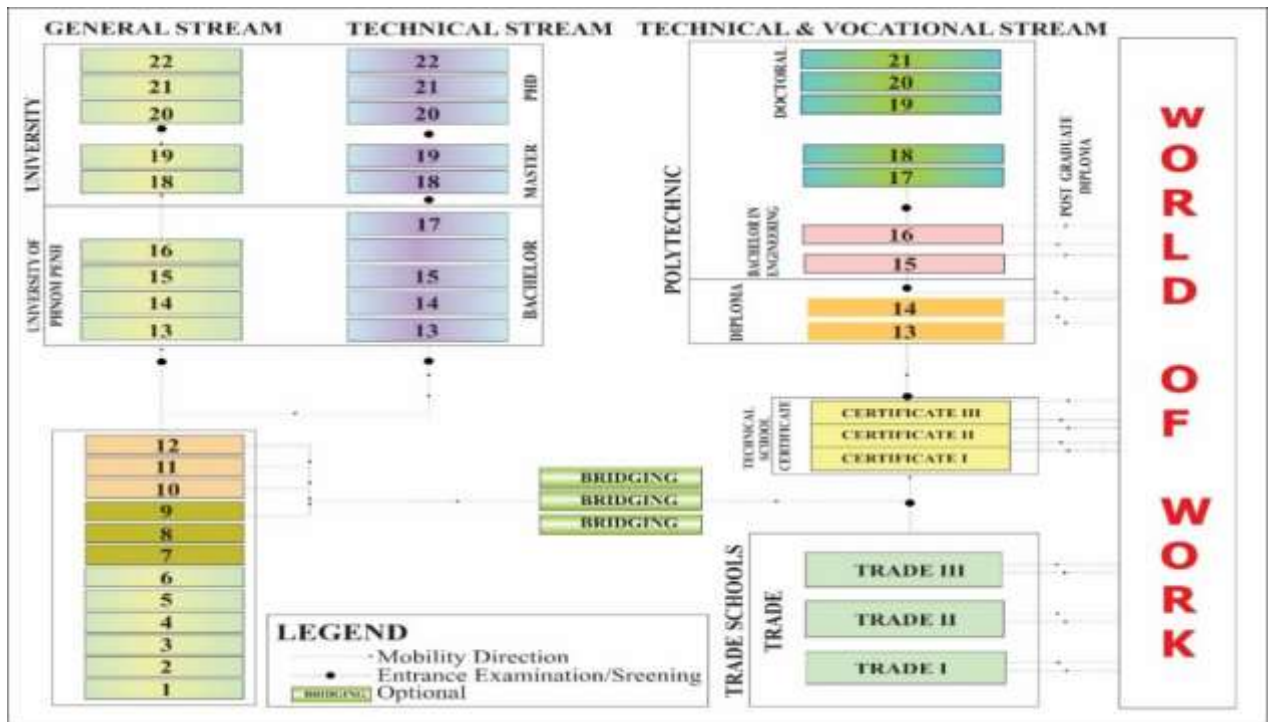 GENERAL STREAM
TECHNICAL STREAM
TECHNICAL & VOCATIONAL STREAM
UNIVERSITY
22
21
20
19
18
UNIVERSITY OF
PHNOM PENH
16
15
14
13
22
21
20
PHD
19
18
MASTER
17
15
14
13
BACHELOR
POLYTECHNIC
DOCTORAL
21
20
19
18
17
BACHELOR IN
ENGINEERING
16
15
DIPLOMA
14
13
POST GRADUATE
DIPLOMA
TECHNICAL
SCHOOL
CERTIFICATE
CERTIFICATE III
CERTIFICATE II
CERTIFICATE I
12
11
10
9
8
7
6
5
4
3
2
1
BRIDGING
BRIDGING
BRIDGING
TRADE SCHOOLS
TRADE
TRADE III
TRADE II
TRADE I
LEGEND
Mobility Direction
Entrance Examination/Sreening
BRIDGING Optional
WORLD OF WORK